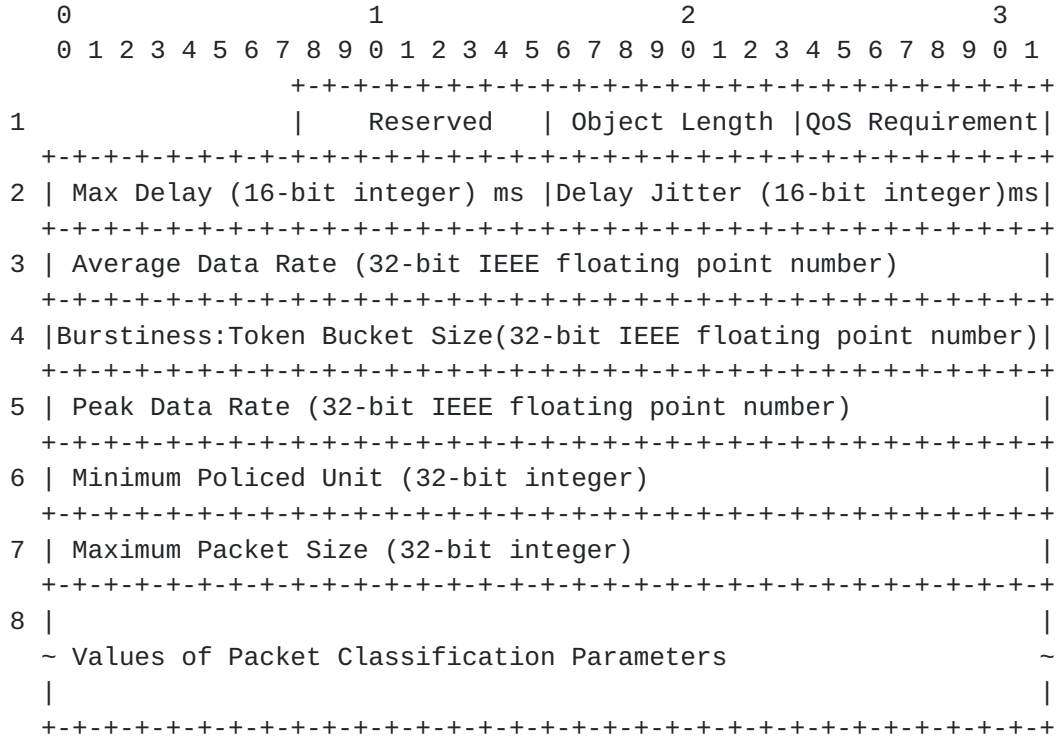 0                   1                   2                   3
    0 1 2 3 4 5 6 7 8 9 0 1 2 3 4 5 6 7 8 9 0 1 2 3 4 5 6 7 8 9 0 1
                   +-+-+-+-+-+-+-+-+-+-+-+-+-+-+-+-+-+-+-+-+-+-+-+-+
1                  |    Reserved   | Object Length |QoS Requirement|
   +-+-+-+-+-+-+-+-+-+-+-+-+-+-+-+-+-+-+-+-+-+-+-+-+-+-+-+-+-+-+-+-+
2  | Max Delay (16-bit integer) ms |Delay Jitter (16-bit integer)ms|
   +-+-+-+-+-+-+-+-+-+-+-+-+-+-+-+-+-+-+-+-+-+-+-+-+-+-+-+-+-+-+-+-+
3  | Average Data Rate (32-bit IEEE floating point number)         |
   +-+-+-+-+-+-+-+-+-+-+-+-+-+-+-+-+-+-+-+-+-+-+-+-+-+-+-+-+-+-+-+-+
4  |Burstiness:Token Bucket Size(32-bit IEEE floating point number)|
   +-+-+-+-+-+-+-+-+-+-+-+-+-+-+-+-+-+-+-+-+-+-+-+-+-+-+-+-+-+-+-+-+
5  | Peak Data Rate (32-bit IEEE floating point number)            |
   +-+-+-+-+-+-+-+-+-+-+-+-+-+-+-+-+-+-+-+-+-+-+-+-+-+-+-+-+-+-+-+-+
6  | Minimum Policed Unit (32-bit integer)                         |
   +-+-+-+-+-+-+-+-+-+-+-+-+-+-+-+-+-+-+-+-+-+-+-+-+-+-+-+-+-+-+-+-+
7  | Maximum Packet Size (32-bit integer)                          |
   +-+-+-+-+-+-+-+-+-+-+-+-+-+-+-+-+-+-+-+-+-+-+-+-+-+-+-+-+-+-+-+-+
8  |                                                               |
   ~ Values of Packet Classification Parameters                    ~
   |                                                               |
   +-+-+-+-+-+-+-+-+-+-+-+-+-+-+-+-+-+-+-+-+-+-+-+-+-+-+-+-+-+-+-+-+